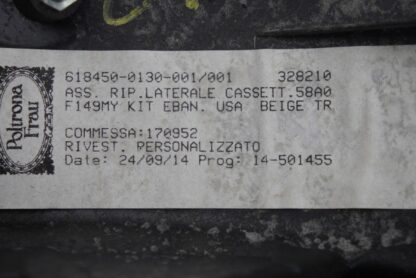 Poltrona
Frau
618450-0130-001/001 328210
ASS. RIP.LATERALE CASSETT.58A0
F149MY KIT EBAN. USA BEIGE TR
COMMESSA:170952
RIVEST. PERSONALIZZATO
Date: 24/09/14 Prog: 14-501455